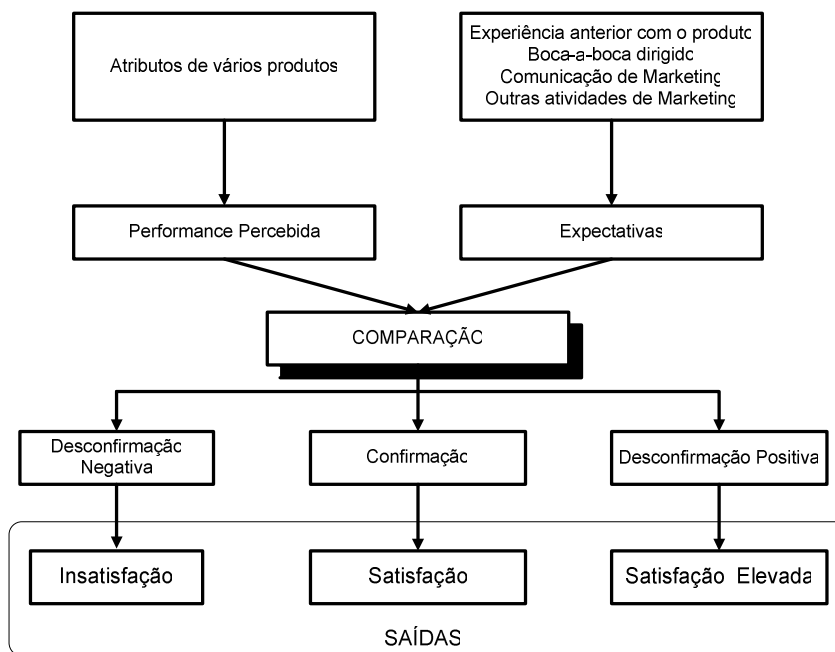 Atributos de vários produtos
Experiência anterior com o produto
Boca-a-boca dirigido
Comunicação de Marketing
Outras atividades de Marketing
Performance Percebida
Expectativas
COMPARAÇÃO
Desconfirmação
Negativa
Confirmação
Desconfirmação Positiva
Insatisfação
Satisfação
Satisfação Elevada
SAÍDAS